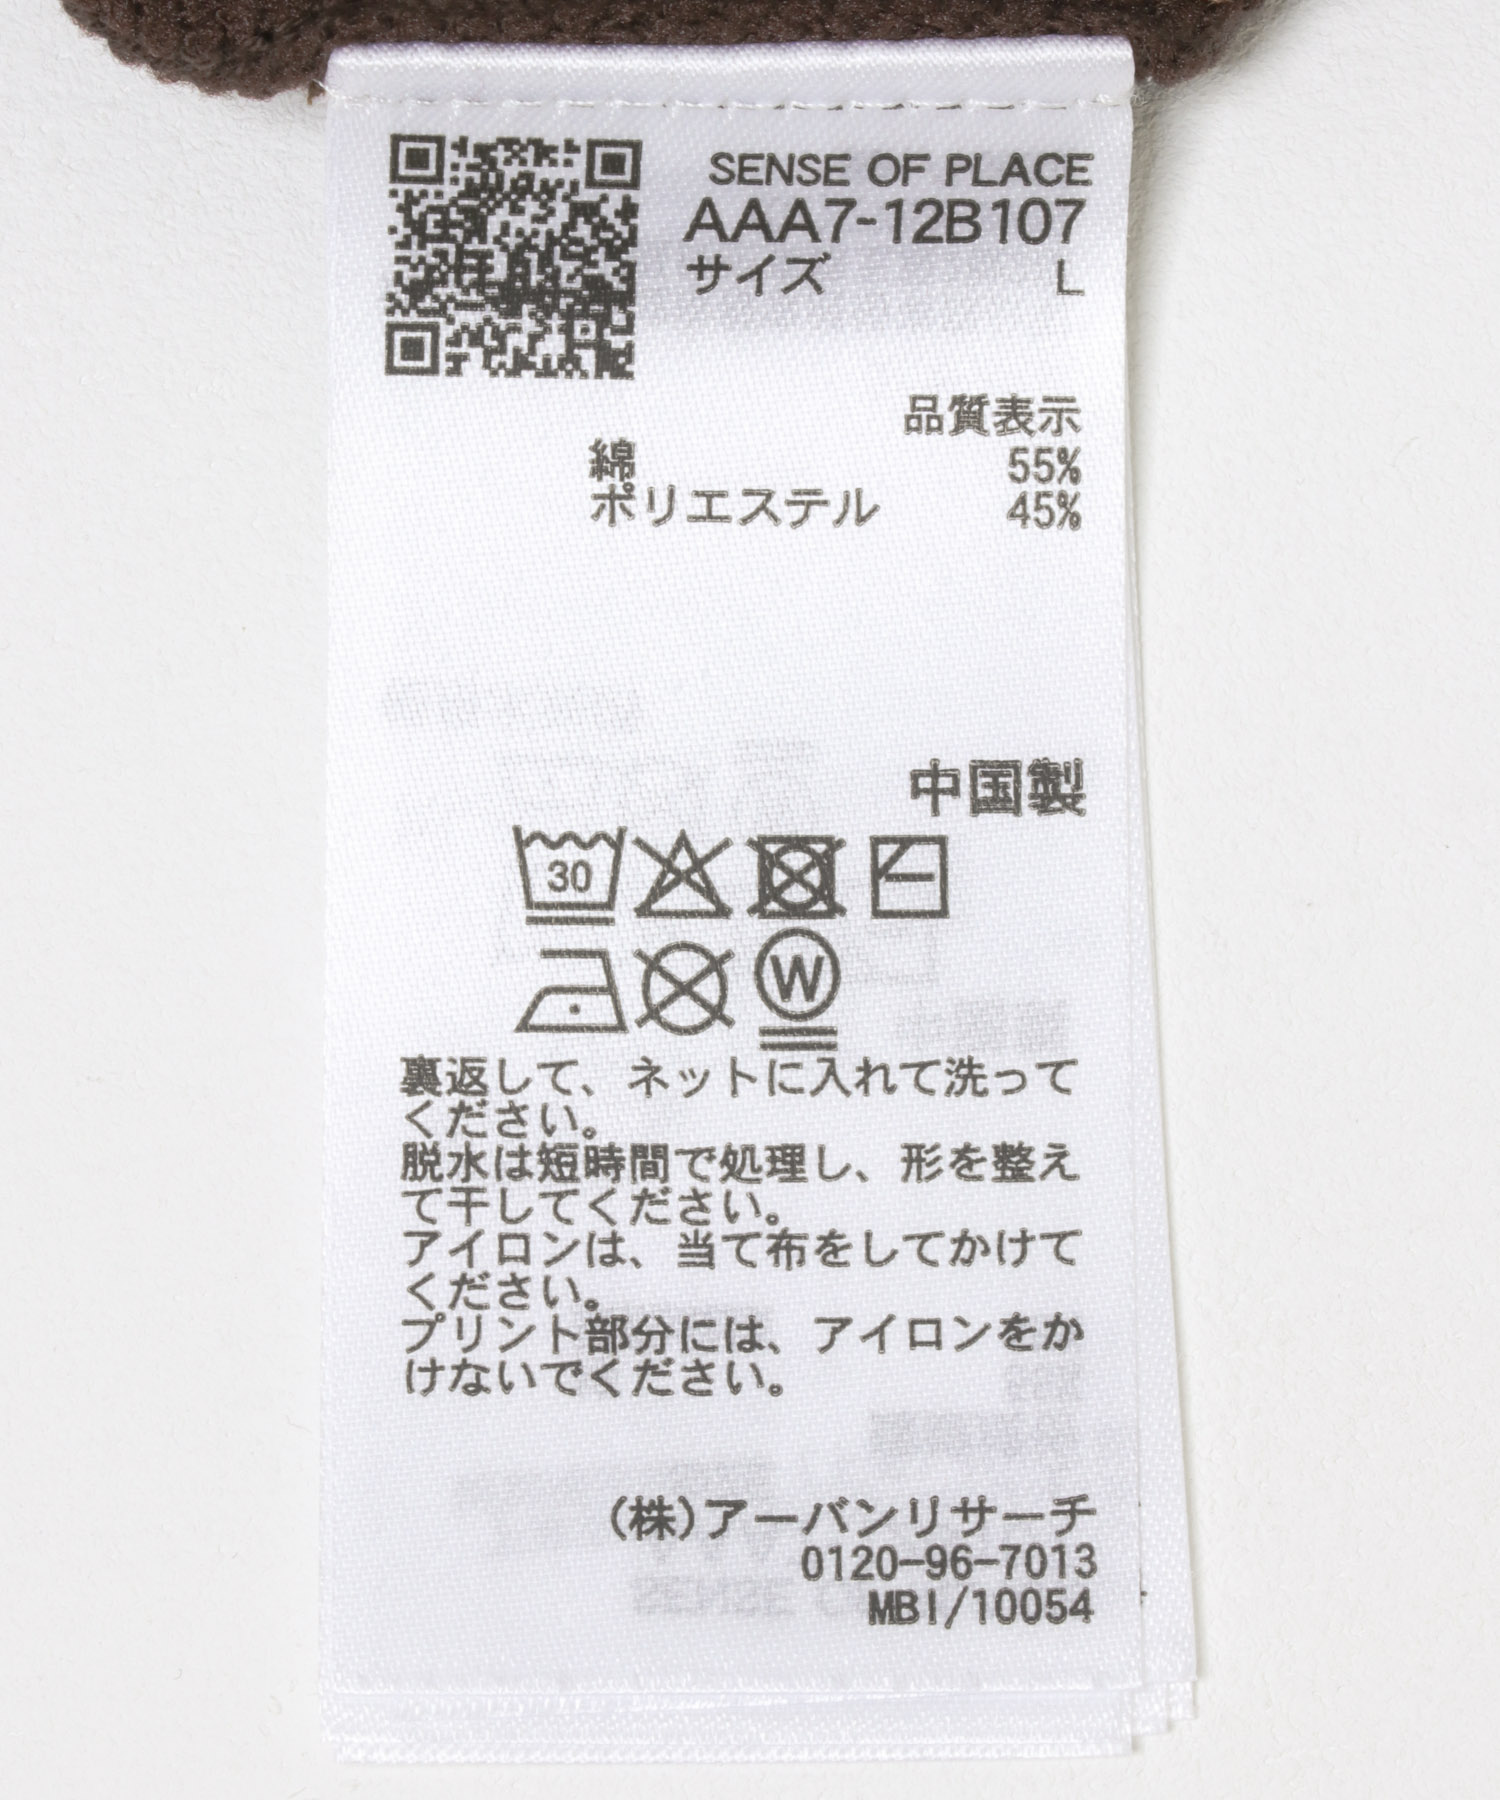 SENSE OF PLACE
AAA7-12B107
サイズ L
品質表示
綿 55%
ポリエステル 45%
中国製
30
W
裏返して、ネットに入れて洗って
ください。
脱水は短時間で処理し、形を整え
て干してください。
アイロンは、当て布をしてかけて
ください。
プリント部分には、アイロンをか
けないでください。
(株)アーバンリサーチ
0120-96-7013
MBI/10054